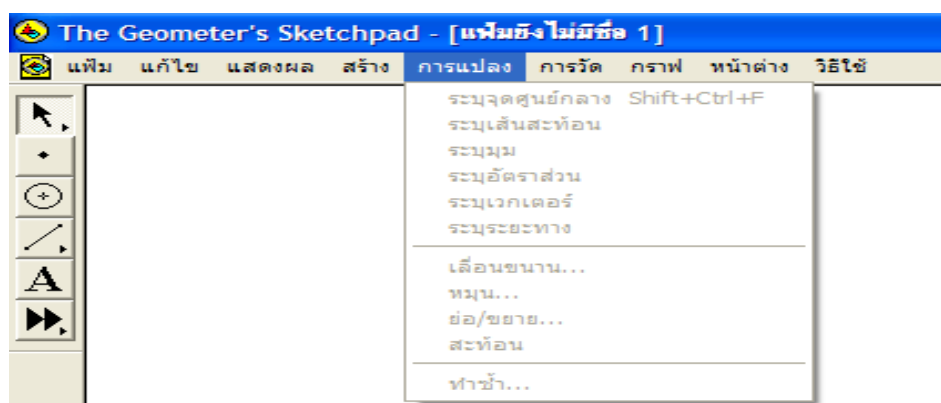 The Geometer's Sketchpad - [แฟ้มยังไม่มีชื่อ 1]
แฟ้ม แก้ไข แสดงผล สร้าง การแปลง การวัด กราฟ หน้าต่าง วิธีใช้
ระบุจุดศูนย์กลาง Shift+Ctrl+F
ระบุเส้นสะท้อน
ระบุมุม
ระบุอัตราส่วน
ระบุเวกเตอร์
ระบุระยะทาง
เลื่อนขนาน...
หมุน...
ย่อ/ขยาย...
สะท้อน
ทำซ้ำ...
A